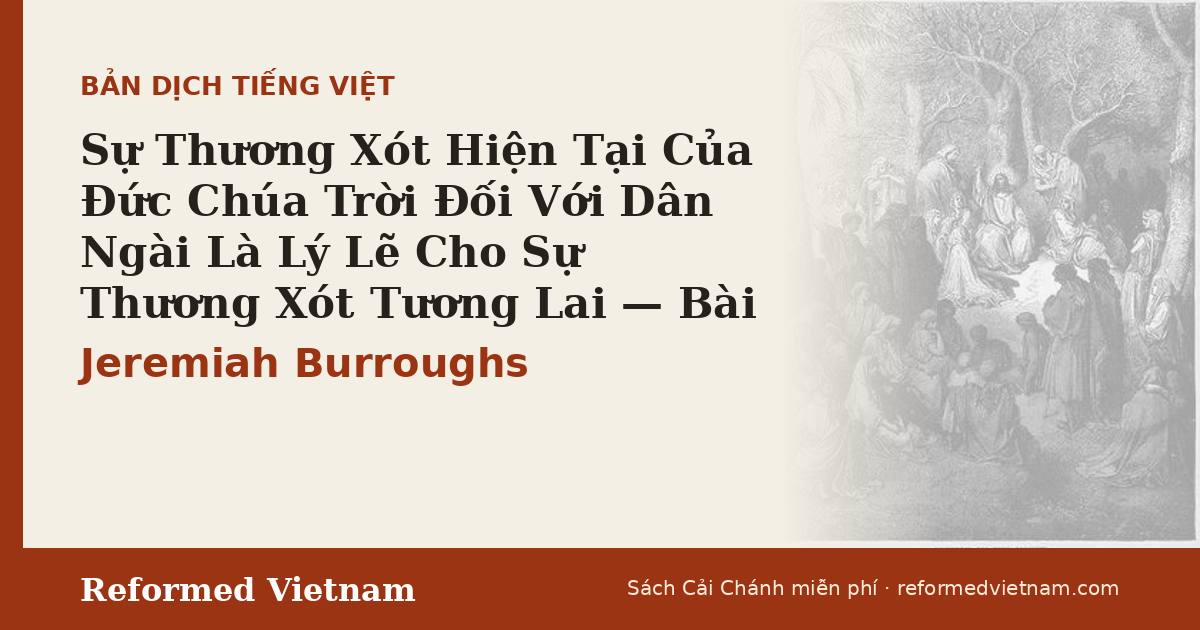 BẢN DỊCH TIẾNG VIỆT
Sự Thương Xót Hiện Tại Của
Đức Chúa Trời Đối Với Dân
Ngài Là Lý Lẽ Cho Sự
Thương Xót Tương Lai — Bài
Jeremiah Burroughs
Reformed Vietnam
Sách Cải Chánh miễn phí · reformedvietnam.com